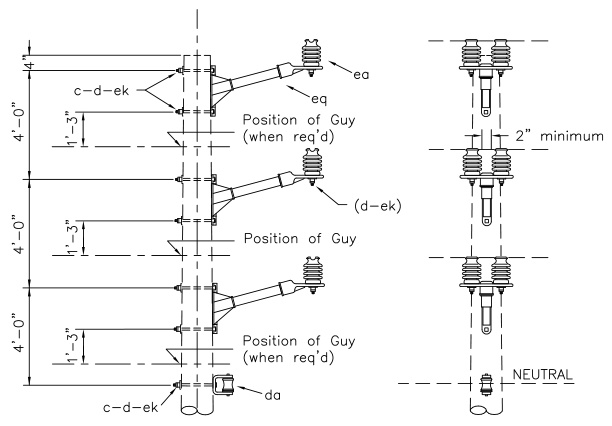 4"
ea
c-d-ek
eq
4'-0"
1'-3"
Position of Guy
(when req'd)
2" minimum
4'-0"
(d-ek)
1'-3"
Position of Guy
4'-0"
1'-3"
Position of Guy
(when req'd)
NEUTRAL
c-d-ek
da